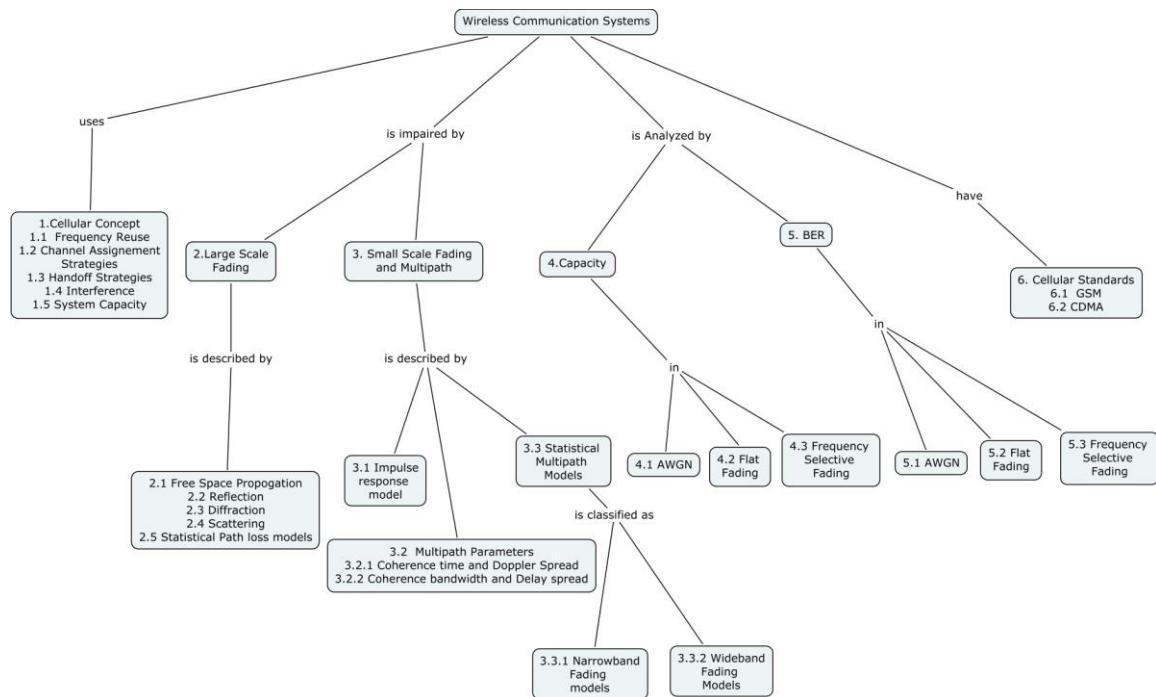 Wireless Communication Systems
uses
is impaired by
is Analyzed by
have
1.Cellular Concept
1.1 Frequency Reuse
1.2 Channel Assignement
Strategies
1.3 Handoff Strategies
1.4 Interference
1.5 System Capacity
2.Large Scale
Fading
3. Small Scale Fading
and Multipath
4.Capacity
5. BER
6. Cellular Standards
6.1 GSM
6.2 CDMA
is described by
is described by
in
in
2.1 Free Space Propogation
2.2 Reflection
2.3 Diffraction
2.4 Scattering
2.5 Statistical Path loss models
3.1 Impulse
response
model
3.3 Statistical
Multipath
Models
4.1 AWGN
4.2 Flat
Fading
4.3 Frequency
Selective
Fading
5.1 AWGN
5.2 Flat
Fading
5.3 Frequency
Selective
Fading
is classified as
3.2 Multipath Parameters
3.2.1 Coherence time and Doppler Spread
3.2.2 Coherence bandwidth and Delay spread
3.3.1 Narrowband
Fading
models
3.3.2 Wideband
Fading
Models